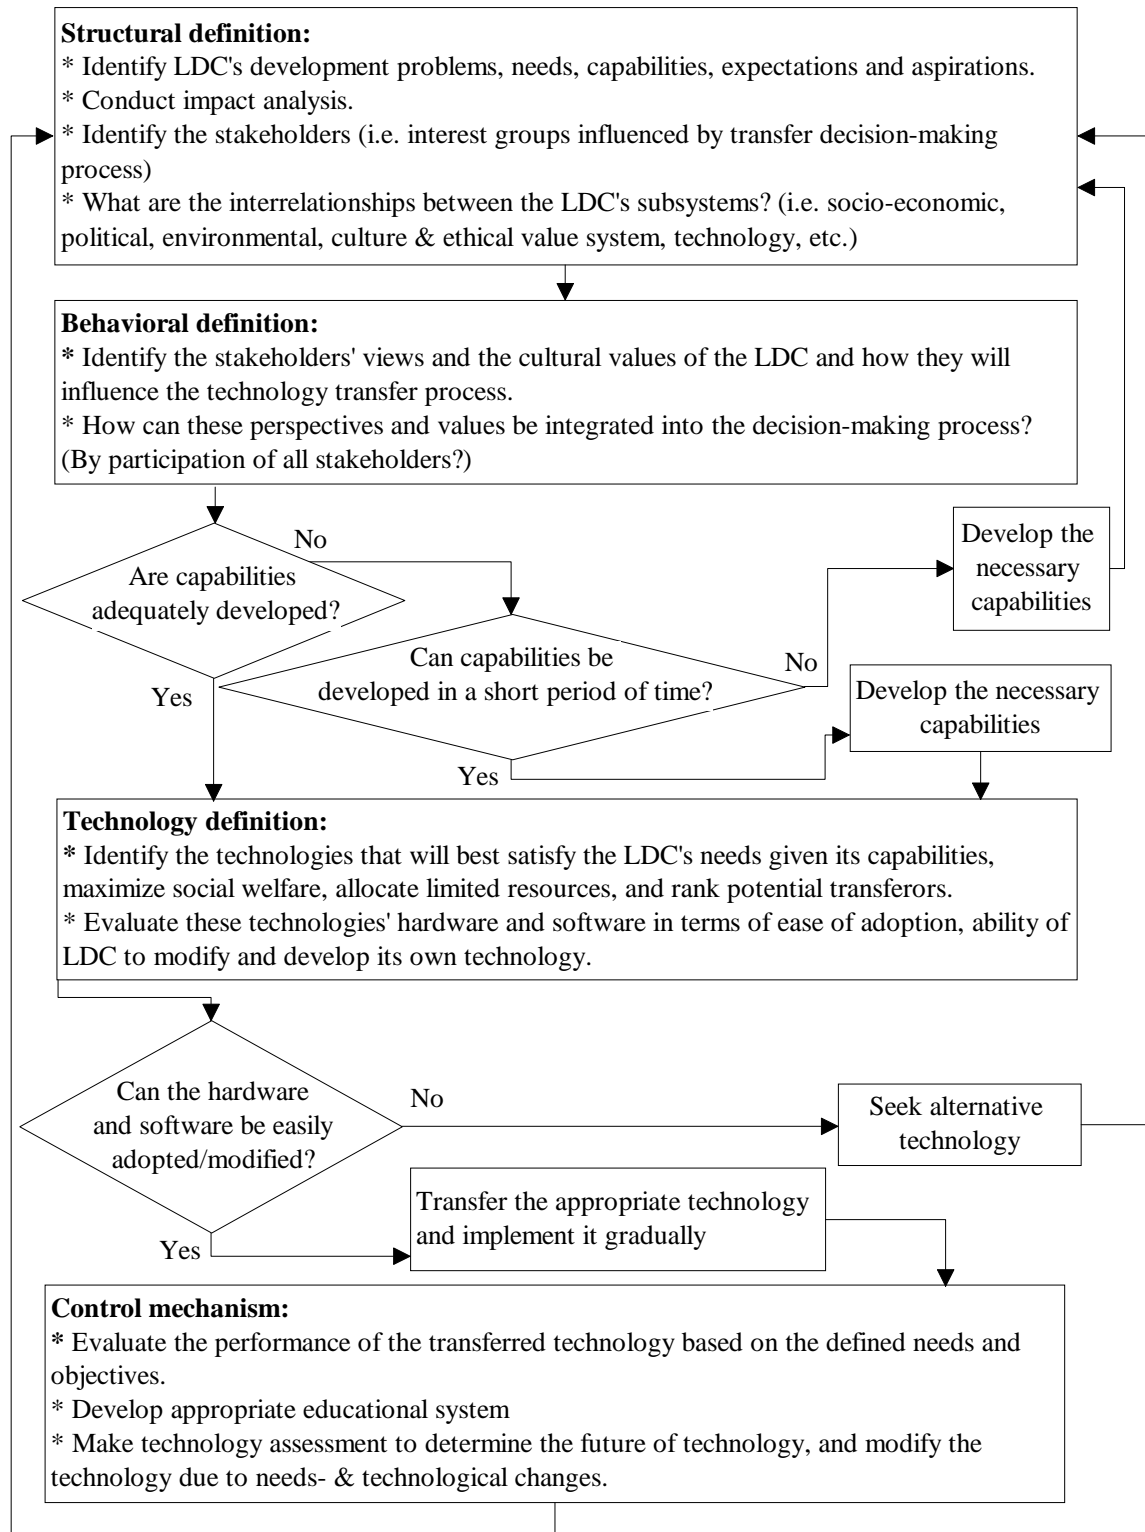 Structural definition:
* Identify LDC's development problems, needs, capabilities, expectations and aspirations.
* Conduct impact analysis.
* Identify the stakeholders (i.e. interest groups influenced by transfer decision-making
process)
* What are the interrelationships between the LDC's subsystems? (i.e. socio-economic,
political, environmental, culture & ethical value system, technology, etc.)
Behavioral definition:
* Identify the stakeholders' views and the cultural values of the LDC and how they will
influence the technology transfer process.
* How can these perspectives and values be integrated into the decision-making process?
(By participation of all stakeholders?)
No
Are capabilities
adequately developed?
Yes
Can capabilities be
developed in a short period of time?
No
Yes
Develop the
necessary
capabilities
Develop the necessary
capabilities
Technology definition:
* Identify the technologies that will best satisfy the LDC's needs given its capabilities,
maximize social welfare, allocate limited resources, and rank potential transferors.
* Evaluate these technologies' hardware and software in terms of ease of adoption, ability of
LDC to modify and develop its own technology.
Can the hardware
and software be easily
adopted/modified?
No
Seek alternative
technology
Yes
Transfer the appropriate technology
and implement it gradually
Control mechanism:
* Evaluate the performance of the transferred technology based on the defined needs and
objectives.
* Develop appropriate educational system
* Make technology assessment to determine the future of technology, and modify the
technology due to needs- & technological changes.